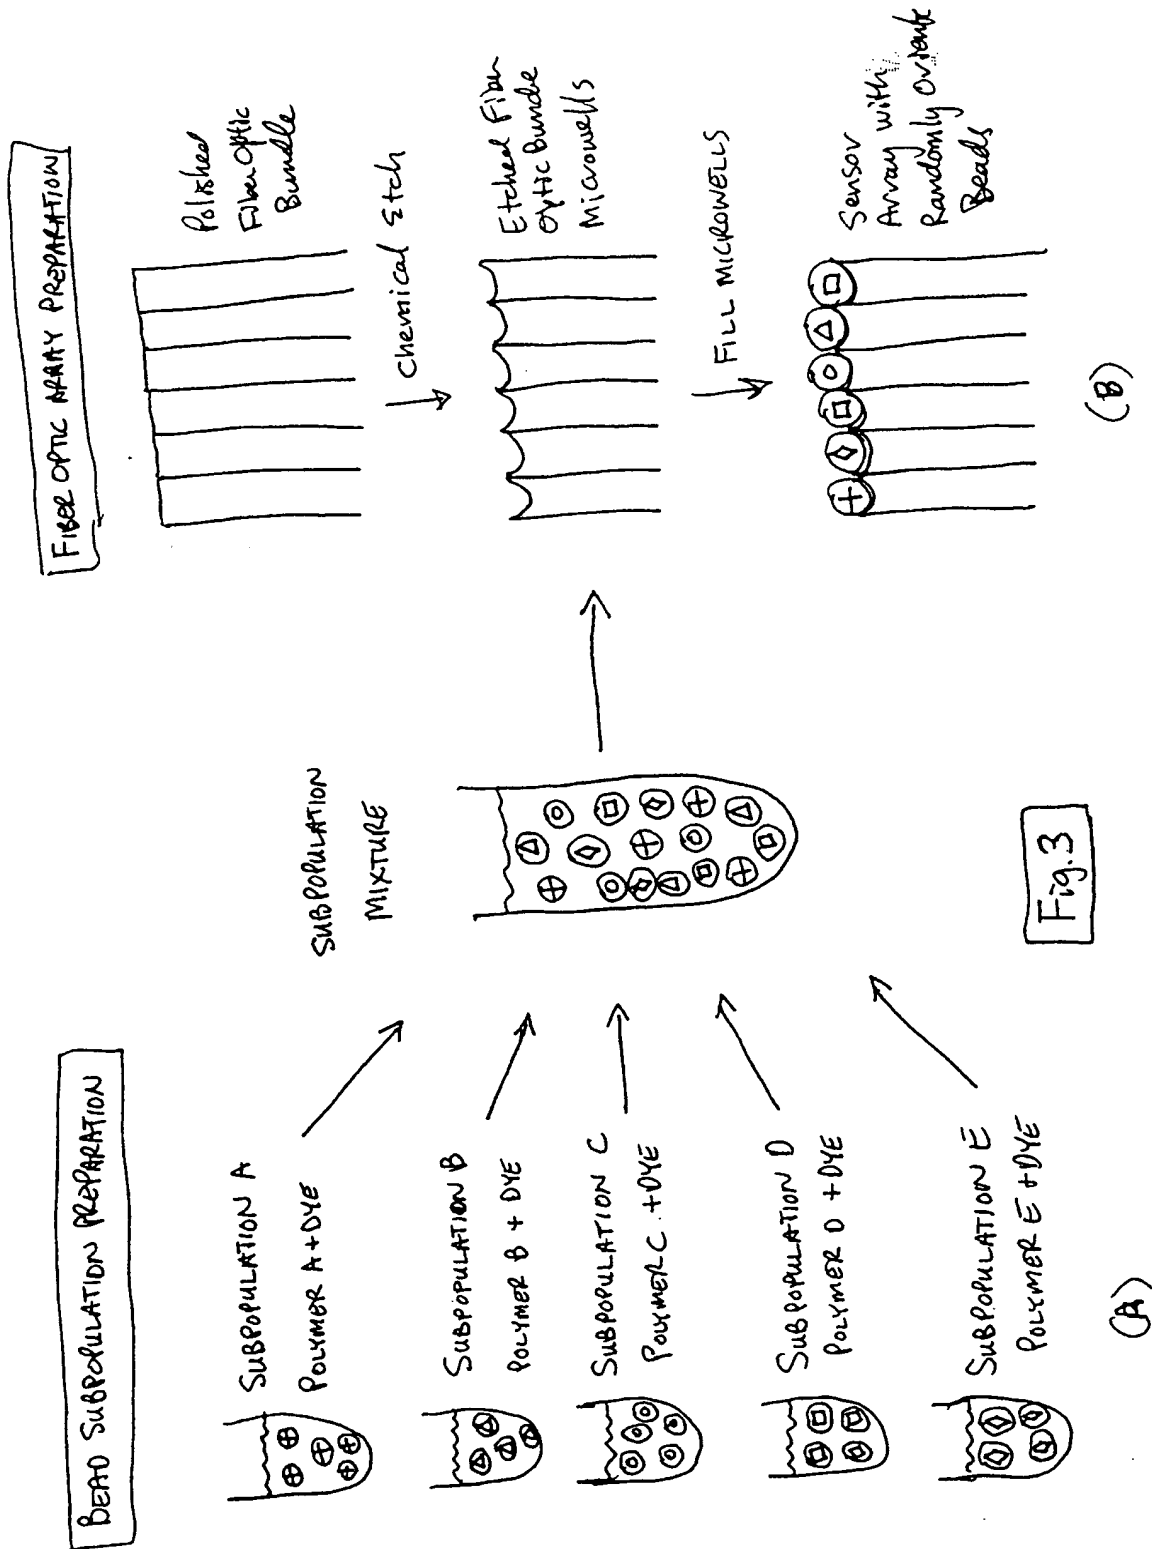 BEAD SUBPOPULATION PREPARATION
SUBPOPULATION A
POLYMER A+DYE
SUBPOPULATION B
POLYMER B + DYE
SUBPOPULATION C
POLYMER C. +DYE
SUBPOPULATION D
POLYMER D +DYE
SUBPOPULATION E
POLYMER E +DYE
(A)
SUBPOPULATION
MIXTURE
Fig.3
FIBER OPTIC ARRAY PREPARATION
Polished
Fiber Optic
Bundle
Chemical Etch
Etched Fiber
Optic Bundle
Microwells
FILL MICROWELLS
Sensor
Array with
Randomly
Beads
(B)